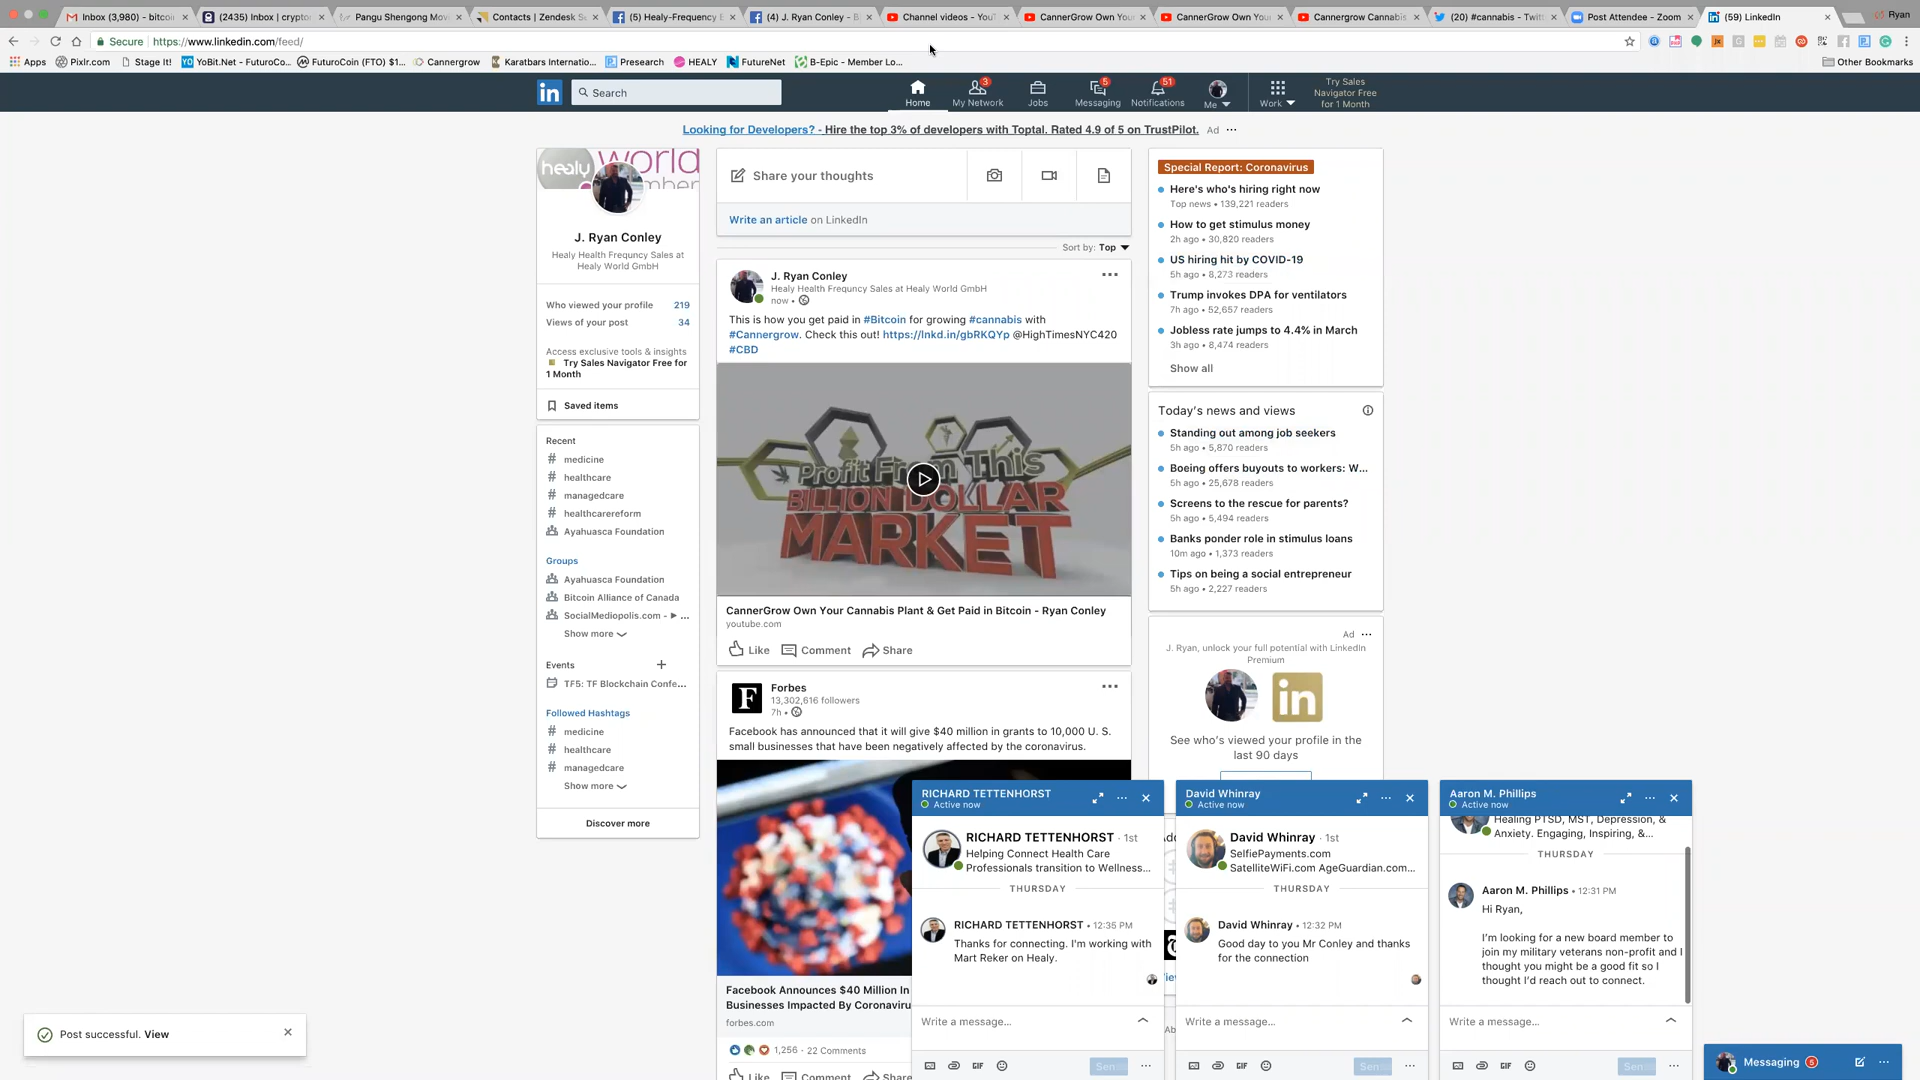 Inbox (3,980) - bitcoi
(2435) Inbox | crypto
Pangu Shengong Mov
Contacts | Zendesk S
(5) Healy-Frequency E
(4) J. Ryan Conley - B
Channel videos - YouT
CannerGrow Own Your
CannerGrow Own You
Cannergrow Cannabis
(20) #cannabis - Twit
Post Attendee - Zoom
(59) LinkedIn
Ryan
Secure
https://www.linkedin.com/feed/
Apps
Pixlr.com
Stage It!
YoBit.Net - FuturoCo...
FuturoCoin (FTO) $1...
Cannergrow
Karatbars Internatio...
Presearch
HEALY
FutureNet
B-Epic - Member Lo...
Other Bookmarks
in
Search
Home
3
My Network
Jobs
5
Messaging
51
Notifications
Me
Work
Try Sales
Navigator Free
for 1 Month
Looking for Developers? - Hire the top 3% of developers with Toptal. Rated 4.9 of 5 on TrustPilot. Ad ...
healy
world
mber
J. Ryan Conley
Healy Health Frequncy Sales at
Healy World GmbH
Who viewed your profile 219
Views of your post 34
Access exclusive tools & insights
Try Sales Navigator Free for
1 Month
Saved items
Recent
# medicine
# healthcare
# managedcare
# healthcarereform
Ayahuasca Foundation
Groups
Ayahuasca Foundation
Bitcoin Alliance of Canada
SocialMediopolis.com - ► ...
Show more
Events +
TF5: TF Blockchain Confe...
Followed Hashtags
# medicine
# healthcare
# managedcare
Show more
Discover more
Share your thoughts
Write an article on LinkedIn
Sort by: Top
J. Ryan Conley
Healy Health Frequncy Sales at Healy World GmbH
now •
This is how you get paid in #Bitcoin for growing #cannabis with
#Cannergrow. Check this out! https://lnkd.in/gbRKQYp @HighTimesNYC420
#CBD
Profit From This
BILLION DOLLAR
MARKET
CannerGrow Own Your Cannabis Plant & Get Paid in Bitcoin - Ryan Conley
youtube.com
Like Comment Share
F
Forbes
13,302,616 followers
7h •
Facebook has announced that it will give $40 million in grants to 10,000 U. S.
small businesses that have been negatively affected by the coronavirus.
Facebook Announces $40 Million In
Businesses Impacted By Coronaviru
forbes.com
1,256 · 22 Comments
Like Comment Share
Special Report: Coronavirus
Here's who's hiring right now
Top news • 139,221 readers
How to get stimulus money
2h ago • 30,820 readers
US hiring hit by COVID-19
5h ago • 8,273 readers
Trump invokes DPA for ventilators
7h ago • 52,657 readers
Jobless rate jumps to 4.4% in March
3h ago • 8,474 readers
Show all
Today's news and views
Standing out among job seekers
5h ago • 5,870 readers
Boeing offers buyouts to workers: W...
5h ago • 25,678 readers
Screens to the rescue for parents?
5h ago • 5,494 readers
Banks ponder role in stimulus loans
10m ago • 1,373 readers
Tips on being a social entrepreneur
5h ago • 2,227 readers
Ad ...
J. Ryan, unlock your full potential with LinkedIn
Premium
in
See who's viewed your profile in the
last 90 days
RICHARD TETTENHORST
Active now
RICHARD TETTENHORST · 1st
Helping Connect Health Care
Professionals transition to Wellness...
THURSDAY
RICHARD TETTENHORST • 12:35 PM
Thanks for connecting. I'm working with
Mart Reker on Healy.
Write a message...
GIF
Sen
David Whinray
Active now
David Whinray · 1st
SelfiePayments.com
SatelliteWiFi.com AgeGuardian.com...
THURSDAY
David Whinray • 12:32 PM
Good day to you Mr Conley and thanks
for the connection
Write a message...
GIF
Sen
Aaron M. Phillips
Active now
Healing PTSD, MST, Depression, &
Anxiety. Engaging, Inspiring, &...
THURSDAY
Aaron M. Phillips • 12:31 PM
Hi Ryan,
I'm looking for a new board member to
join my military veterans non-profit and I
thought you might be a good fit so I
thought I'd reach out to connect.
Write a message...
GIF
Sen
Post successful. View
Messaging 5